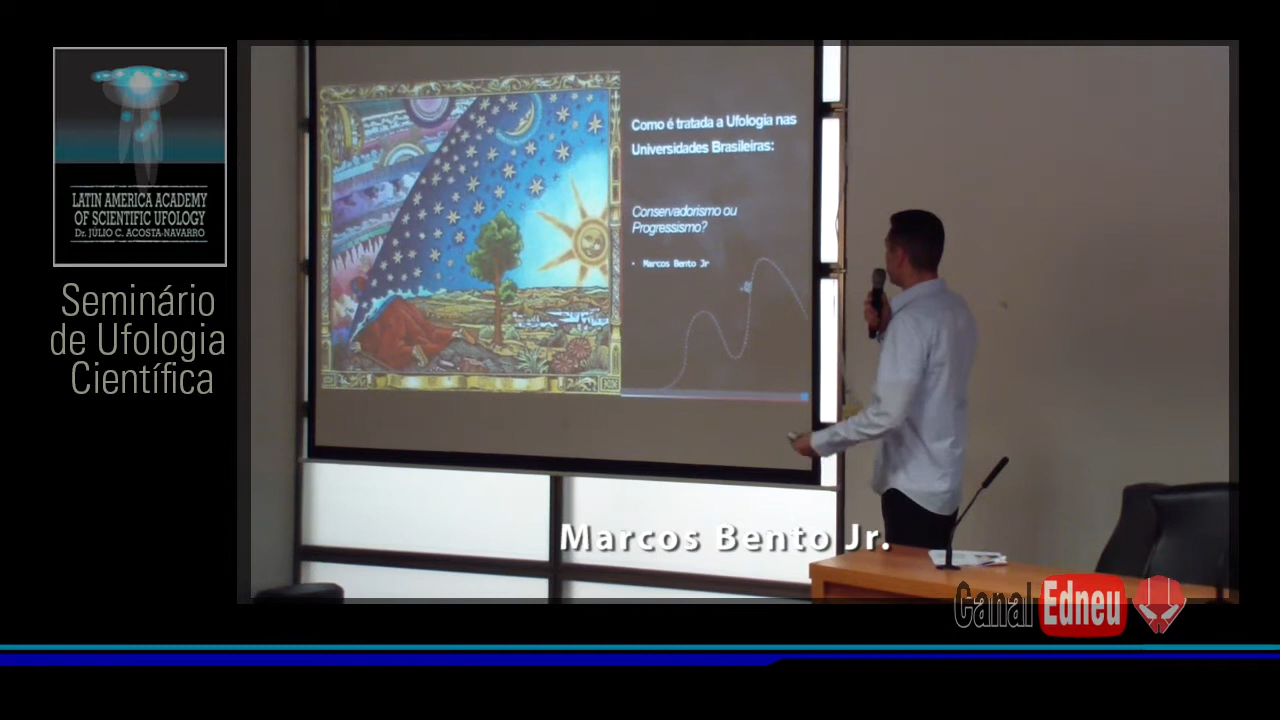 LATIN AMERICA ACADEMY
OF SCIENTIFIC UFOLOGY
Dr. JÚLIO C. ACOSTA-NAVARRO
Seminário
de Ufologia
Científica
Como é tratada a Ufologia nas
Universidades Brasileiras:
Conservadorismo ou
Progressismo?
• Marcos Bento Jr
Marcos Bento Jr.
Canal Edneu